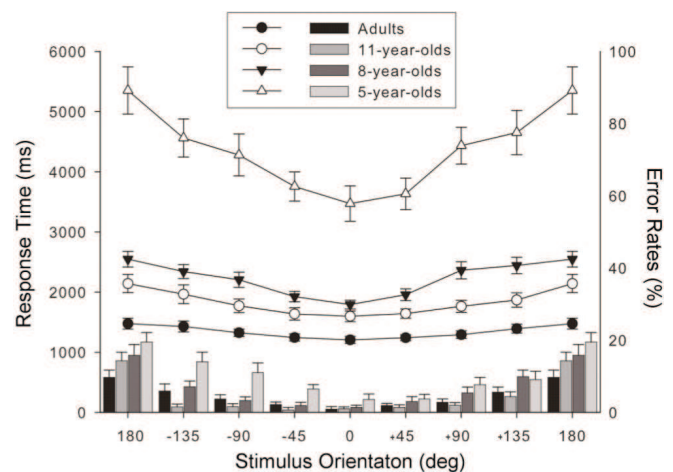 Adults
11-year-olds
8-year-olds
5-year-olds
6000
5000
4000
3000
2000
1000
0
Response Time (ms)
100
80
60
40
20
0
Error Rates (%)
180 -135 -90 -45 0 +45 +90 +135 180
Stimulus Orientaton (deg)